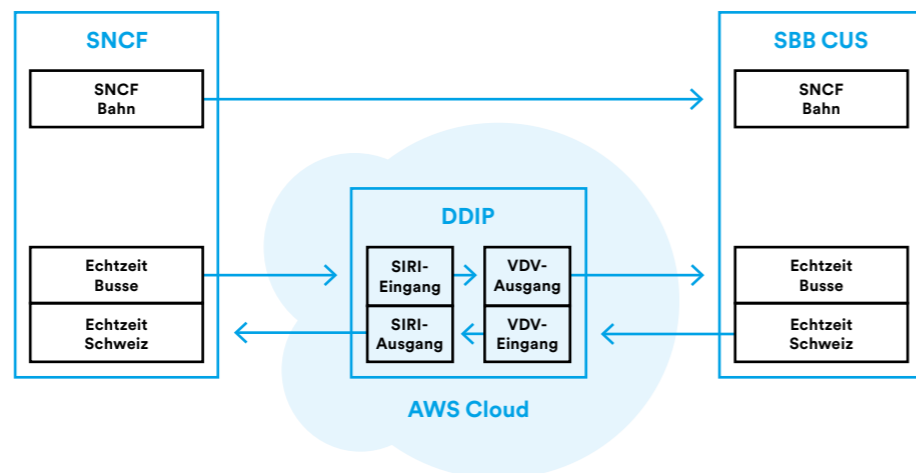 SNCF
SBB CUS
SNCF
Bahn
SNCF
Bahn
DDIP
Echtzeit
Busse
SIRI-
Eingang
VDV-
Ausgang
Echtzeit
Busse
Echtzeit
Schweiz
SIRI-
Ausgang
VDV-
Eingang
Echtzeit
Schweiz
AWS Cloud